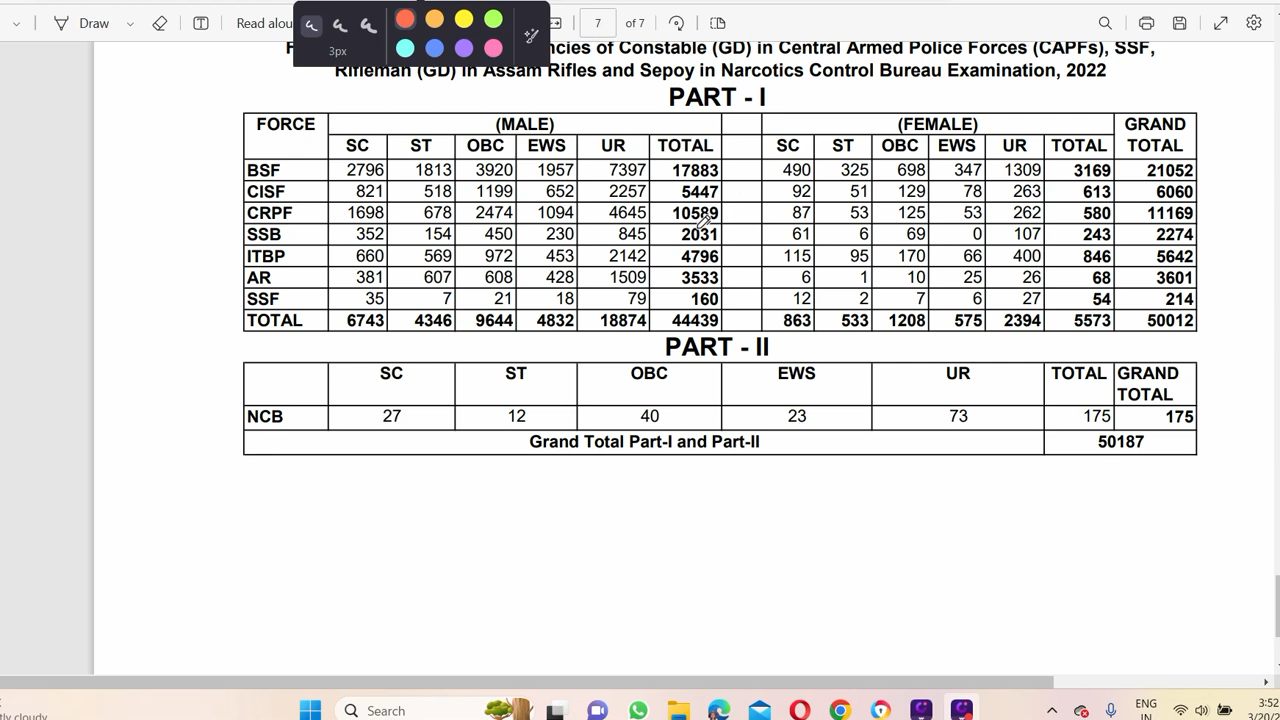 Draw
Read alou
3px
7 of 7
ncies of Constable (GD) in Central Armed Police Forces (CAPFs), SSF,
Rifleman (GD) in Assam Rifles and Sepoy in Narcotics Control Bureau Examination, 2022
PART - I
FORCE (MALE) (FEMALE) GRAND TOTAL
SC ST OBC EWS UR TOTAL SC ST OBC EWS UR TOTAL
BSF 2796 1813 3920 1957 7397 17883 490 325 698 347 1309 3169 21052
CISF 821 518 1199 652 2257 5447 92 51 129 78 263 613 6060
CRPF 1698 678 2474 1094 4645 10589 87 53 125 53 262 580 11169
SSB 352 154 450 230 845 2031 61 6 69 0 107 243 2274
ITBP 660 569 972 453 2142 4796 115 95 170 66 400 846 5642
AR 381 607 608 428 1509 3533 6 1 10 25 26 68 3601
SSF 35 7 21 18 79 160 12 2 7 6 27 54 214
TOTAL 6743 4346 9644 4832 18874 44439 863 533 1208 575 2394 5573 50012
PART - II
SC ST OBC EWS UR TOTAL GRAND TOTAL
NCB 27 12 40 23 73 175 175
Grand Total Part-I and Part-II 50187
tly cloudy
Search
ENG
IN
3:52